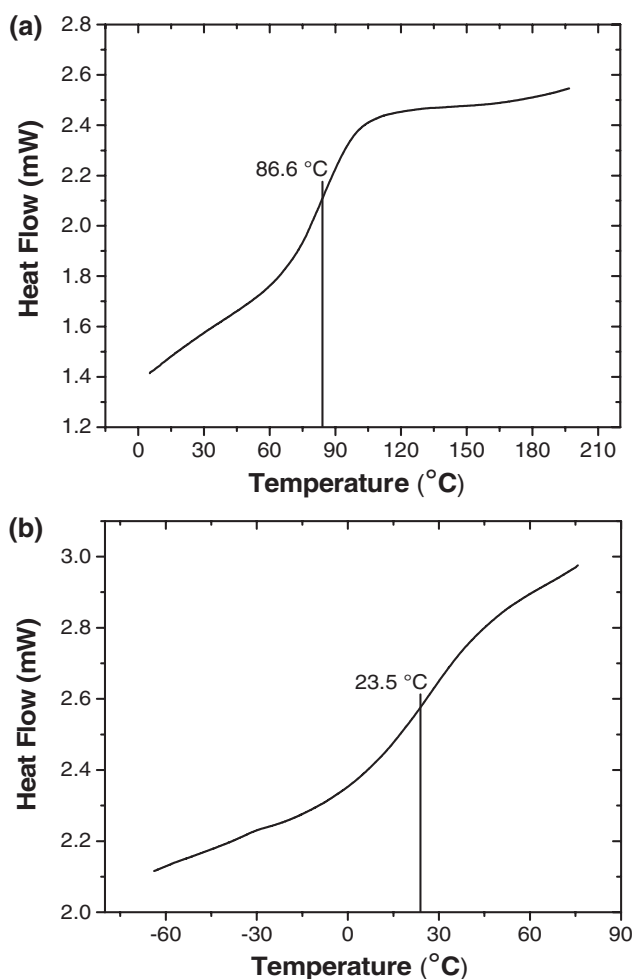 (a)
2.8
2.6
2.4
2.2
2.0
1.8
1.6
1.4
1.2
Heat Flow (mW)
86.6 °C
0 30 60 90 120 150 180 210
Temperature (°C)
(b)
3.0
2.8
2.6
2.4
2.2
2.0
Heat Flow (mW)
23.5 °C
-60 -30 0 30 60 90
Temperature (°C)